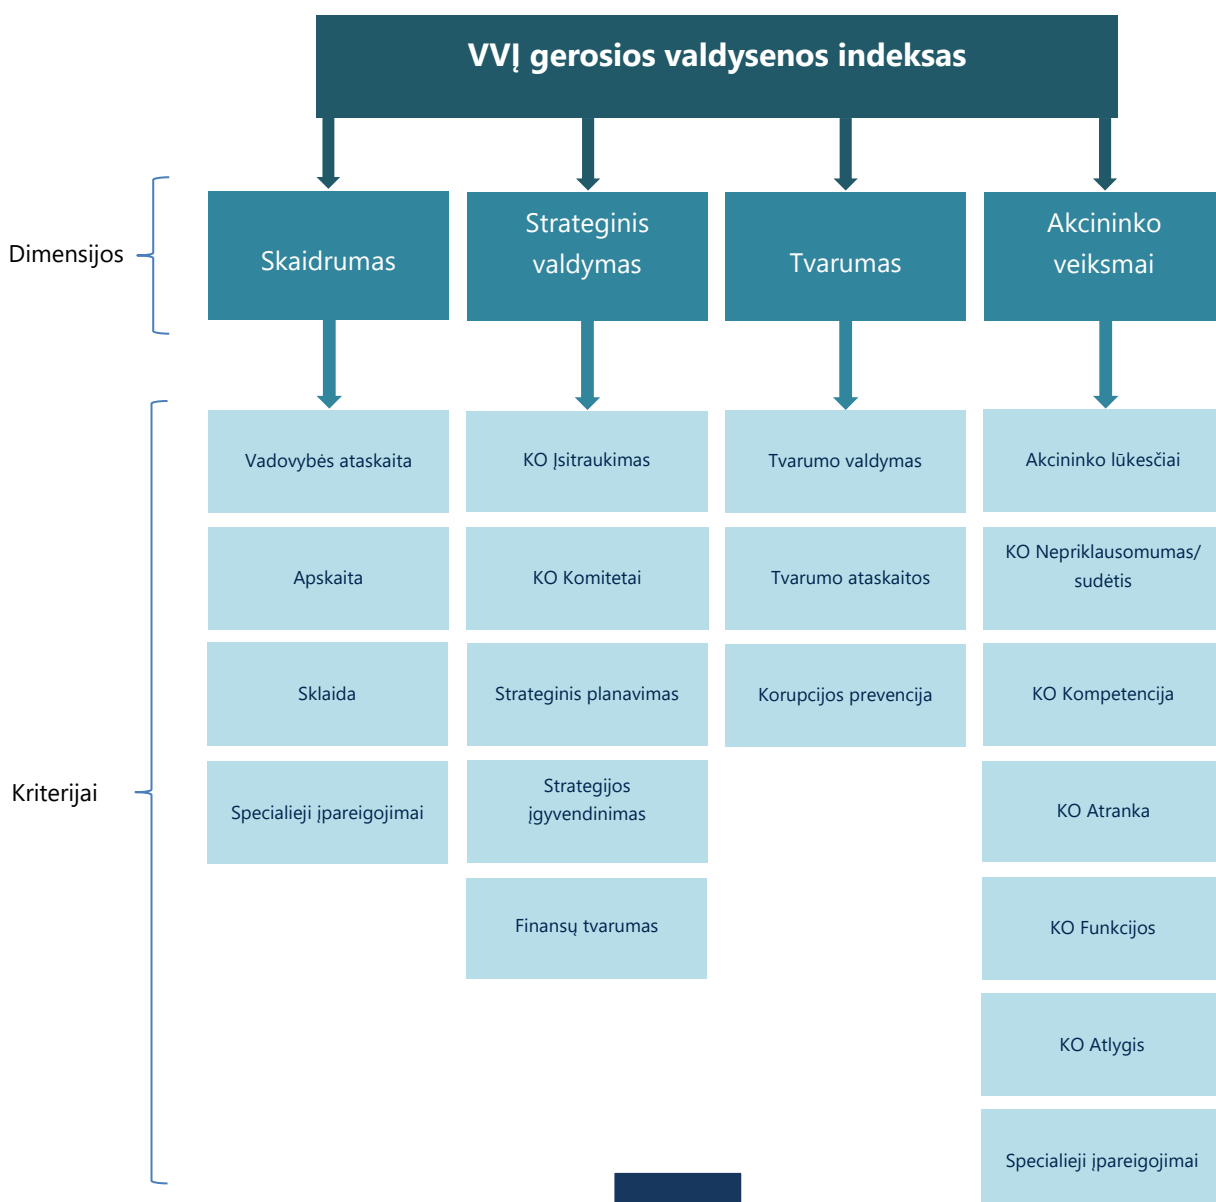 VVĮ gerosios valdysenos indeksas
Dimensijos
Skaidrumas
Strateginis
valdymas
Tvarumas
Akcininko
veiksmai
Kriterijai
Vadovybės ataskaita
Apskaita
Sklaida
Specialieji įpareigojimai
KO Įsitraukimas
KO Komitetai
Strateginis planavimas
Strategijos
įgyvendinimas
Finansų tvarumas
Tvarumo valdymas
Tvarumo ataskaitos
Korupcijos prevencija
Akcininko lūkesčiai
KO Nepriklausomumas/
sudėtis
KO Kompetencija
KO Atranka
KO Funkcijos
KO Atlygis
Specialieji įpareigojimai